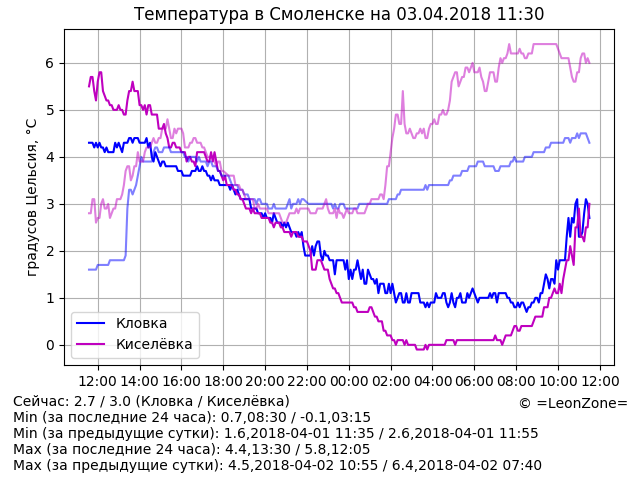 Температура в Смоленске на 03.04.2018 11:30
градусов Цельсия, °C
6
5
4
3
2
1
0
Кловка
Киселёвка
12:00 14:00 16:00 18:00 20:00 22:00 00:00 02:00 04:00 06:00 08:00 10:00 12:00
Сейчас: 2.7 / 3.0 (Кловка / Киселёвка)
© =LeonZone=
Min (за последние 24 часа): 0.7,08:30 / -0.1,03:15
Min (за предыдущие сутки): 1.6,2018-04-01 11:35 / 2.6,2018-04-01 11:55
Max (за последние 24 часа): 4.4,13:30 / 5.8,12:05
Max (за предыдущие сутки): 4.5,2018-04-02 10:55 / 6.4,2018-04-02 07:40